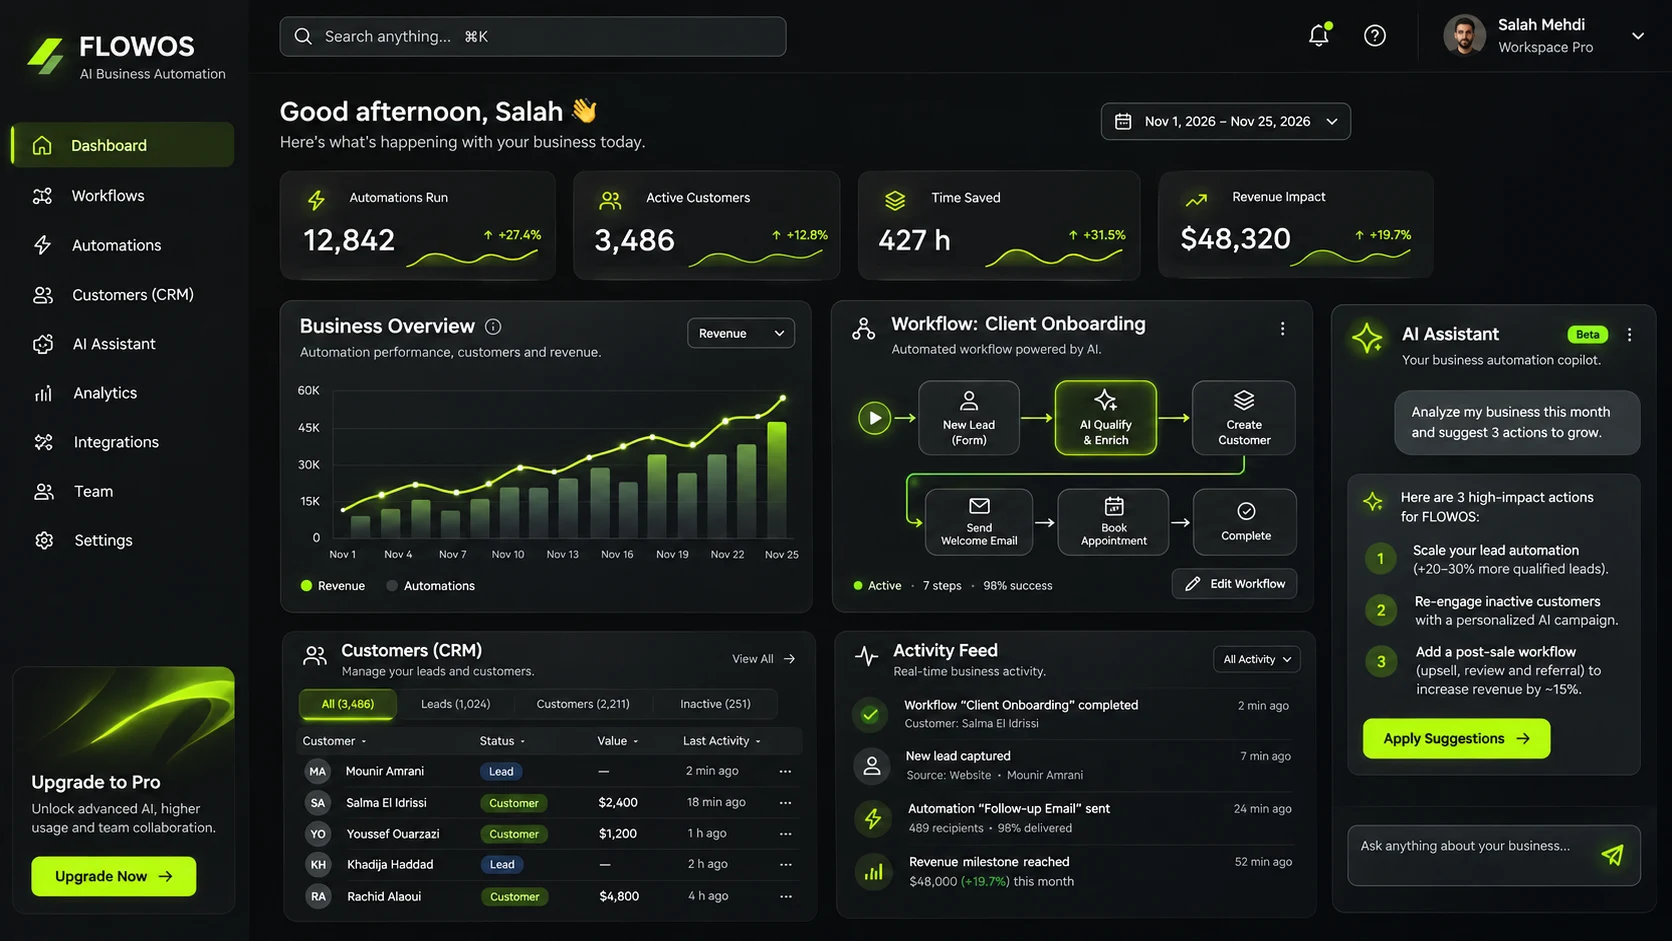 FLOWOS
AI Business Automation
Dashboard
Workflows
Automations
Customers (CRM)
AI Assistant
Analytics
Integrations
Team
Settings
Upgrade to Pro
Unlock advanced AI, higher
usage and team collaboration.
Upgrade Now →
Search anything... ⌘K
Salah Mehdi
Workspace Pro
Good afternoon, Salah 👋
Here's what's happening with your business today.
Nov 1, 2026 – Nov 25, 2026
Automations Run
12,842
↑ +27.4%
Active Customers
3,486
↑ +12.8%
Time Saved
427 h
↑ +31.5%
Revenue Impact
$48,320
↑ +19.7%
Business Overview
Automation performance, customers and revenue.
Revenue
60K
45K
30K
15K
0
Nov 1 Nov 4 Nov 7 Nov 10 Nov 13 Nov 16 Nov 19 Nov 22 Nov 25
Revenue Automations
Workflow: Client Onboarding
Automated workflow powered by AI.
New Lead
(Form)
AI Qualify
& Enrich
Create
Customer
Send
Welcome Email
Book
Appointment
Complete
Active · 7 steps · 98% success
Edit Workflow
AI Assistant
Beta
Your business automation copilot.
Analyze my business this month
and suggest 3 actions to grow.
Here are 3 high-impact actions
for FLOWOS:
1 Scale your lead automation
(+20–30% more qualified leads).
2 Re-engage inactive customers
with a personalized AI campaign.
3 Add a post-sale workflow
(upsell, review and referral) to
increase revenue by ~15%.
Apply Suggestions →
Ask anything about your business...
Customers (CRM)
Manage your leads and customers.
View All →
All (3,486) Leads (1,024) Customers (2,211) Inactive (251)
Customer Status Value Last Activity
MA Mounir Amrani Lead — 2 min ago ...
SA Salma El Idrissi Customer $2,400 18 min ago ...
YO Youssef Ouarzazi Customer $1,200 1 h ago ...
KH Khadija Haddad Lead — 2 h ago ...
RA Rachid Alaoui Customer $4,800 4 h ago ...
Activity Feed
Real-time business activity.
All Activity
Workflow “Client Onboarding” completed 2 min ago
Customer: Salma El Idrissi
New lead captured 7 min ago
Source: Website • Mounir Amrani
Automation “Follow-up Email” sent 24 min ago
489 recipients • 98% delivered
Revenue milestone reached 52 min ago
$48,000 (+19.7%) this month